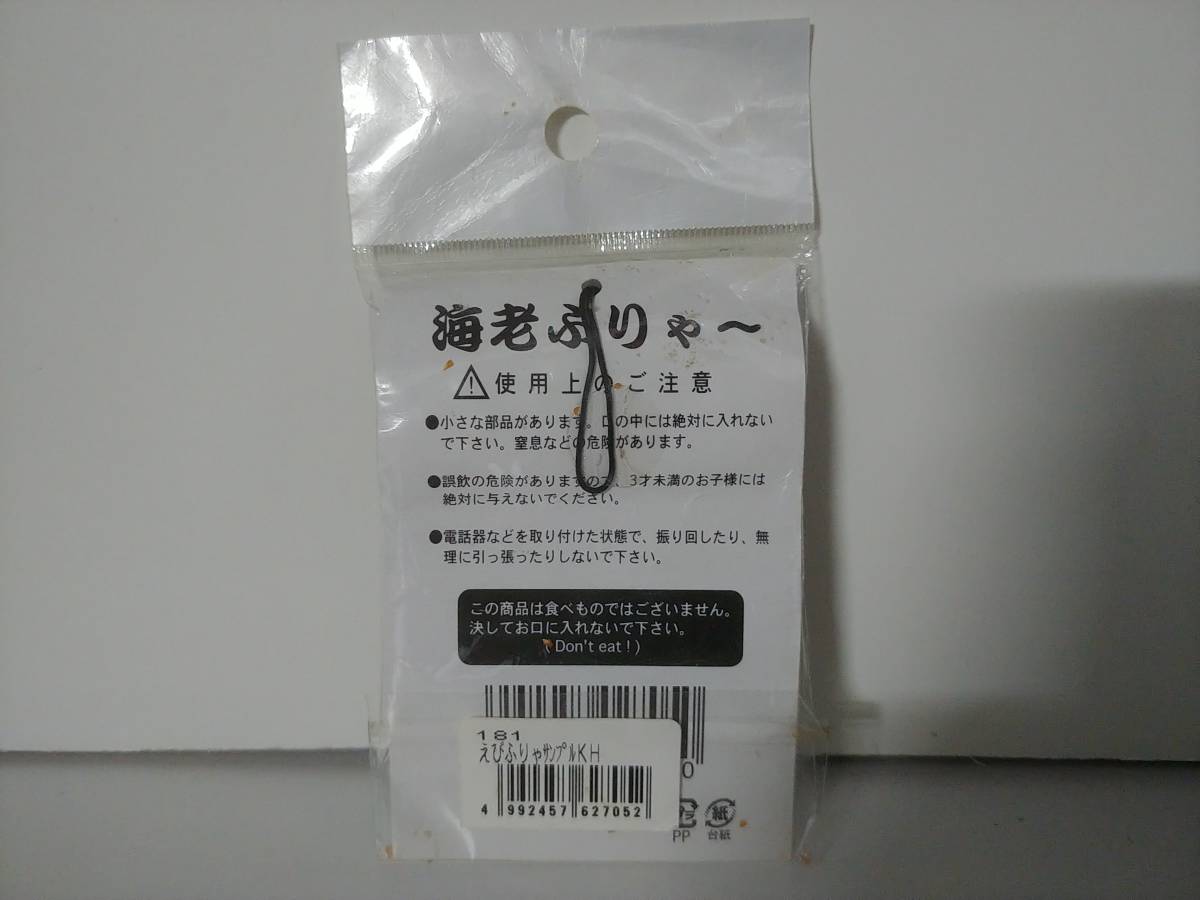 海老ふりゃ～
使用上のご注意
●小さな部品があります。口の中には絶対に入れない
で下さい。窒息などの危険があります。
●誤飲の危険がありますので、3才未満のお子様には
絶対に与えないでください。
●電話器などを取り付けた状態で、振り回したり、無
理に引っ張ったりしないで下さい。
この商品は食べものではございません。
決してお口に入れないで下さい。
(Don't eat!)
181
えびふりゃｻﾝﾌﾟﾙKH
4 992457 627052
0
PP
紙
台紙